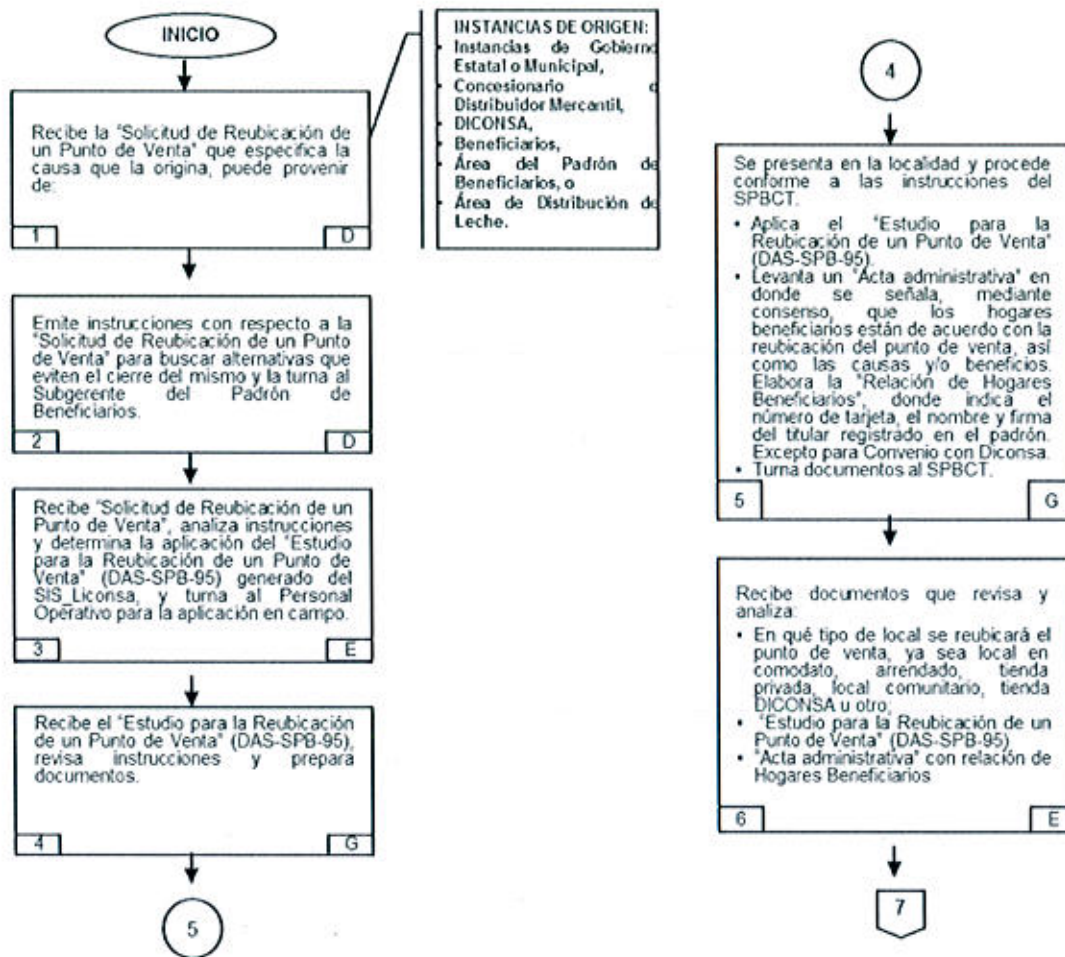 INICIO
Recibe la "Solicitud de Reubicación de
un Punto de Venta" que especifica la
causa que la origina, puede provenir
de:
1
D
INSTANCIAS DE ORIGEN:
• Instancias de Gobierno
Estatal o Municipal,
• Concesionario o
Distribuidor Mercantil,
• DICONSA,
• Beneficiarios,
• Área del Padrón de
Beneficiarios, o
• Área de Distribución de
Leche.
Emite instrucciones con respecto a la
"Solicitud de Reubicación de un Punto
de Venta" para buscar alternativas que
eviten el cierre del mismo y la turna al
Subgerente del Padrón de
Beneficiarios.
2
D
Recibe "Solicitud de Reubicación de un
Punto de Venta", analiza instrucciones
y determina la aplicación del "Estudio
para la Reubicación de un Punto de
Venta" (DAS-SPB-95) generado del
SIS_Liconsa, y turna al Personal
Operativo para la aplicación en campo.
3
E
Recibe el "Estudio para la Reubicación
de un Punto de Venta" (DAS-SPB-95),
revisa instrucciones y prepara
documentos.
4
G
5
4
Se presenta en la localidad y procede
conforme a las instrucciones del
SPBCT.
• Aplica el "Estudio para la
Reubicación de un Punto de Venta"
(DAS-SPB-95).
• Levanta un "Acta administrativa" en
donde se señala, mediante
consenso, que los hogares
beneficiarios están de acuerdo con la
reubicación del punto de venta, así
como las causas y/o beneficios.
Elabora la "Relación de Hogares
Beneficiarios", donde indica el
número de tarjeta, el nombre y firma
del titular registrado en el padrón.
Excepto para Convenio con Diconsa.
• Turna documentos al SPBCT.
5
G
Recibe documentos que revisa y
analiza:
• En qué tipo de local se reubicará el
punto de venta, ya sea local en
comodato, arrendado, tienda
privada, local comunitario, tienda
DICONSA u otro;
• "Estudio para la Reubicación de un
Punto de Venta" (DAS-SPB-95)
• "Acta administrativa" con relación de
Hogares Beneficiarios
6
E
7